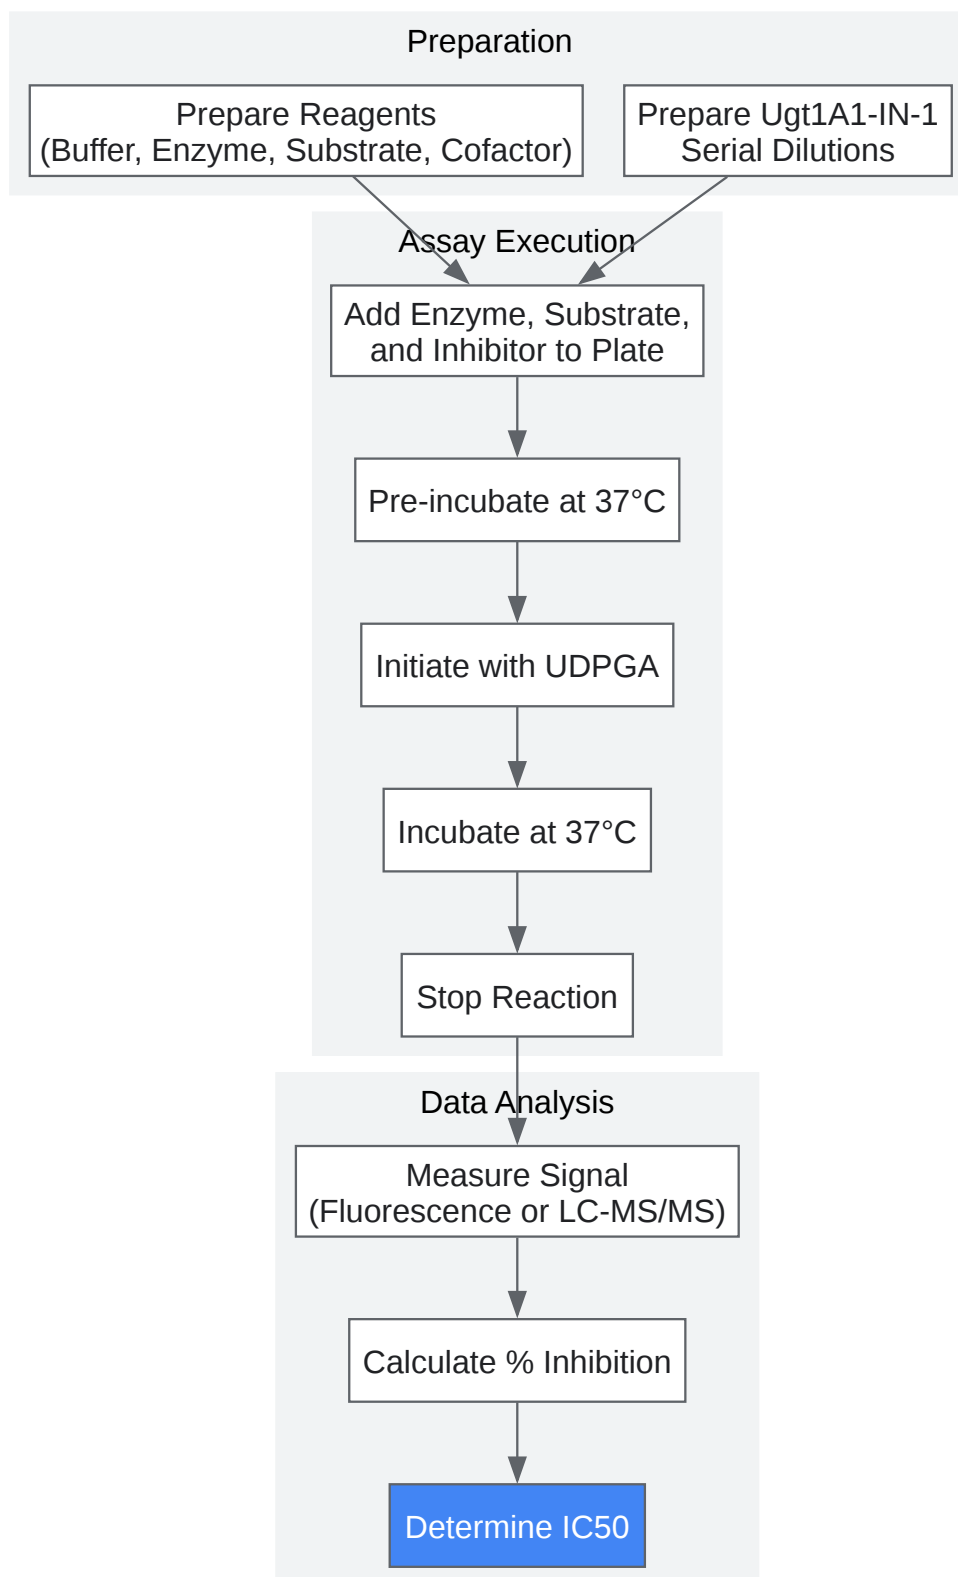 Preparation
Prepare Reagents
(Buffer, Enzyme, Substrate, Cofactor)
Prepare Ugt1A1-IN-1
Serial Dilutions
Assay Execution
Add Enzyme, Substrate,
and Inhibitor to Plate
Pre-incubate at 37°C
Initiate with UDPGA
Incubate at 37°C
Stop Reaction
Data Analysis
Measure Signal
(Fluorescence or LC-MS/MS)
Calculate % Inhibition
Determine IC50